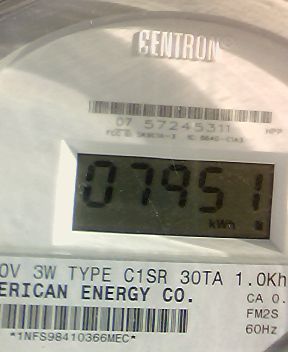 CENTRON®
07 57245311 HPP
07951
kWh
0V 3W TYPE C1SR 30TA 1.0Kh
ERICAN ENERGY CO.
CA 0.
FM2S
60Hz
*1NFS98410366MEC*